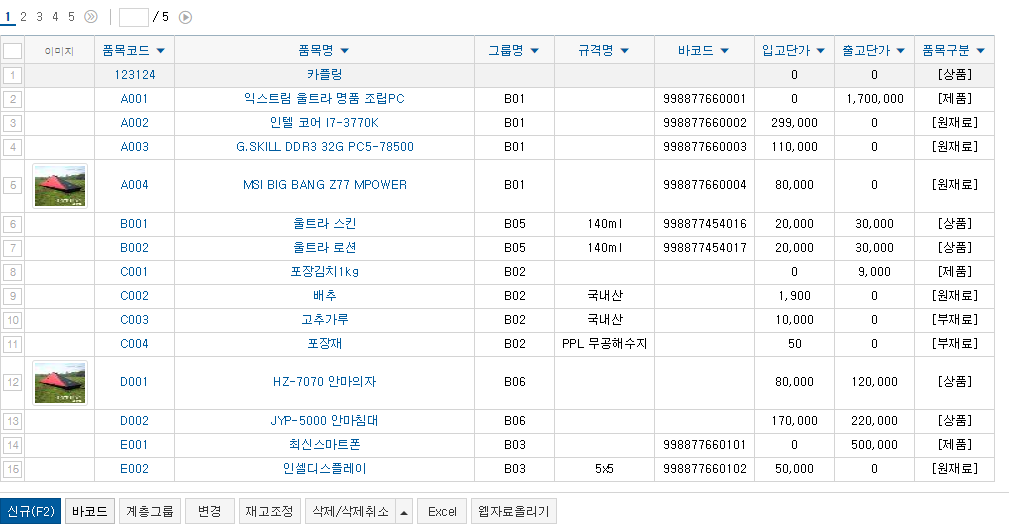 1 2 3 4 5 / 5
이미지 품목코드 ▼ 품목명 ▼ 그룹명 ▼ 규격명 ▼ 바코드 ▼ 입고단가 ▼ 출고단가 ▼ 품목구분 ▼
1 123124 카플링 0 0 [상품]
2 A001 익스트림 울트라 명품 조립PC B01 998877660001 0 1,700,000 [제품]
3 A002 인텔 코어 I7-3770K B01 998877660002 299,000 0 [원재료]
4 A003 G.SKILL DDR3 32G PC5-78500 B01 998877660003 110,000 0 [원재료]
5 A004 MSI BIG BANG Z77 MPOWER B01 998877660004 80,000 0 [원재료]
6 B001 울트라 스킨 B05 140ml 998877454016 20,000 30,000 [상품]
7 B002 울트라 로션 B05 140ml 998877454017 20,000 30,000 [상품]
8 C001 포장김치1kg B02 0 9,000 [제품]
9 C002 배추 B02 국내산 1,900 0 [원재료]
10 C003 고추가루 B02 국내산 10,000 0 [부재료]
11 C004 포장재 B02 PPL 무공해수지 50 0 [부재료]
12 D001 HZ-7070 안마의자 B06 80,000 120,000 [상품]
13 D002 JYP-5000 안마침대 B06 170,000 220,000 [상품]
14 E001 최신스마트폰 B03 998877660101 0 500,000 [제품]
15 E002 인셀디스플레이 B03 5x5 998877660102 50,000 0 [원재료]
신규(F2) 바코드 계층그룹 변경 재고조정 삭제/삭제취소 ▲ Excel 웹자료올리기